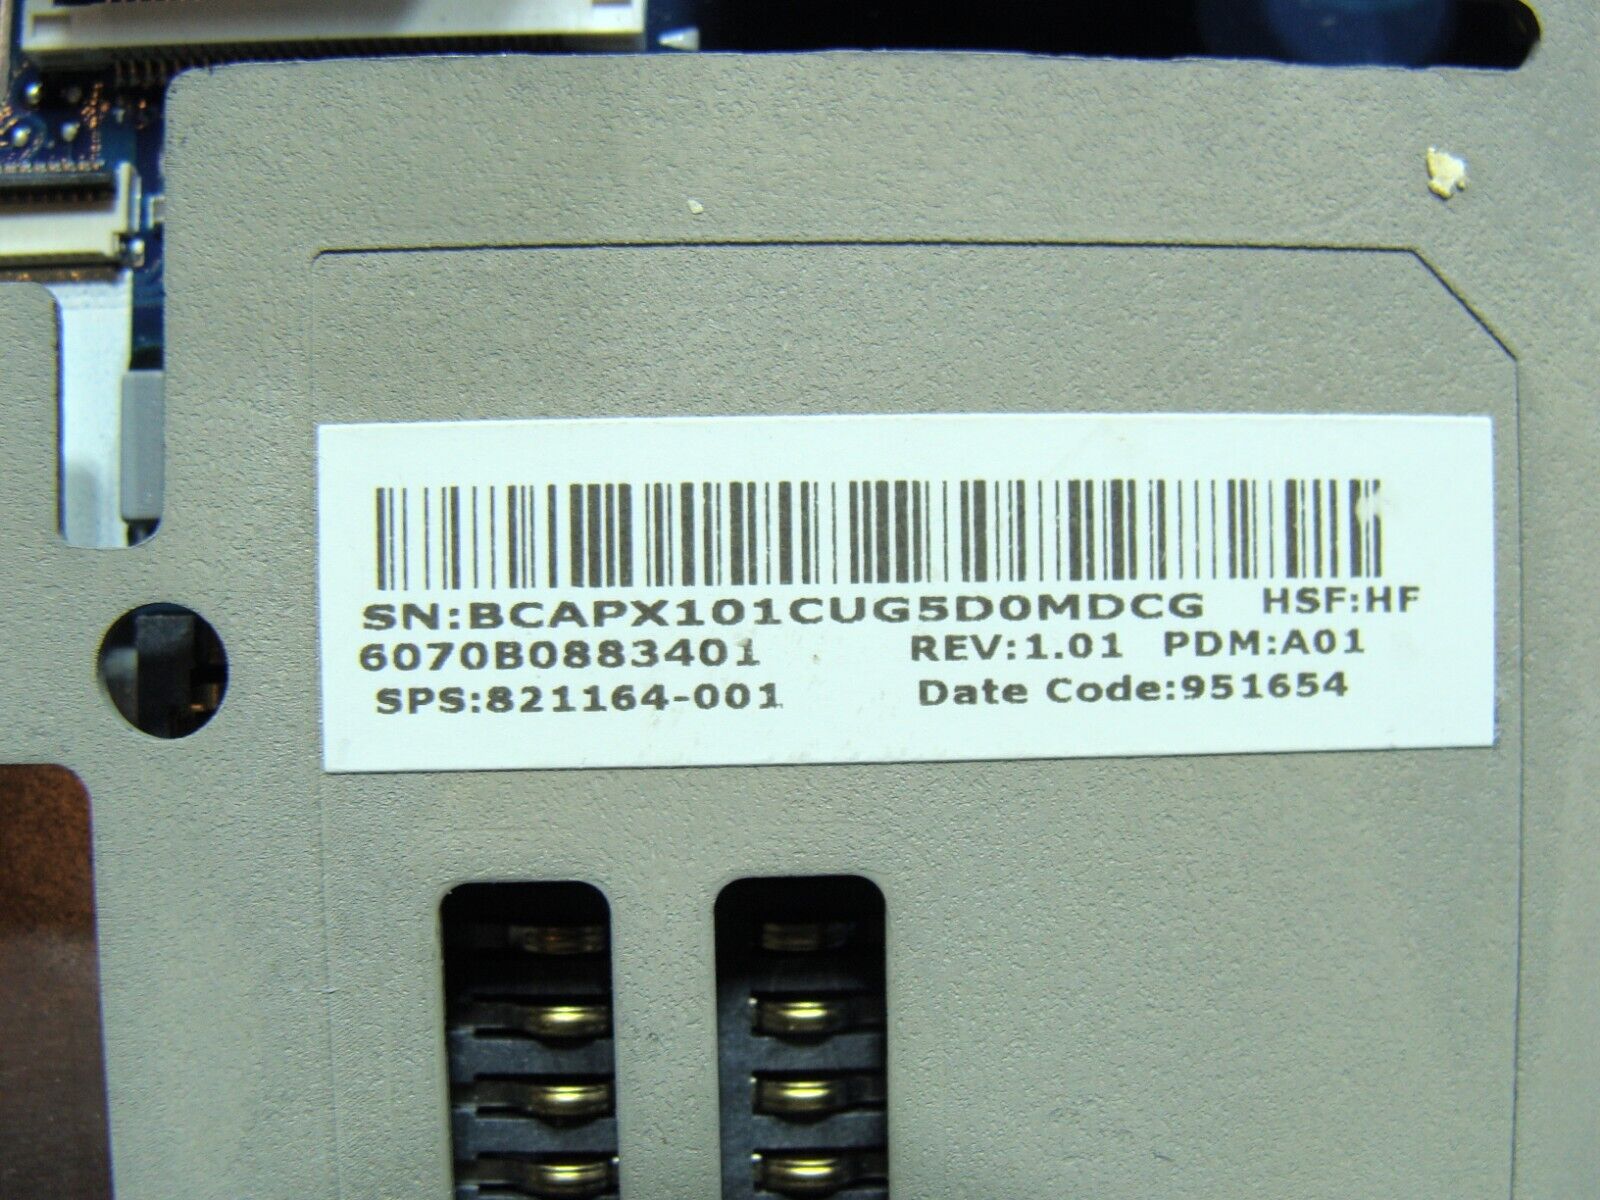 SN:BCAPX101CUG5D0MDCG HSF:HF
6070B0883401 REV:1.01 PDM:A01
SPS:821164-001 Date Code:951654